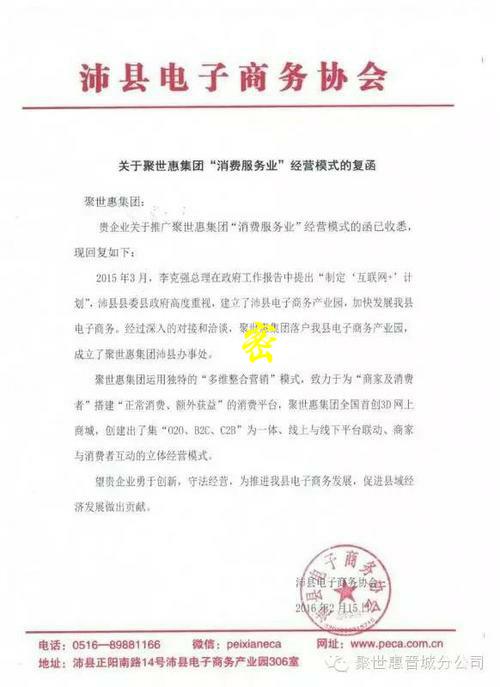 沛县电子商务协会
关于聚世惠集团“消费服务业”经营模式的复函
聚世惠集团：
贵企业关于推广聚世惠集团“消费服务业”经营模式的函已收悉，
现回复如下：
2015年3月，李克强总理在政府工作报告中提出“制定‘互联网+’计
划”，沛县县委县政府高度重视，建立了沛县电子商务产业园，加快发展我县
电子商务。经过深入的对接和洽谈，聚世惠集团落户我县电子商务产业园，
成立了聚世惠集团沛县办事处。
密
聚世惠集团运用独特的“多维整合营销”模式，致力于为“商家及消费
者”搭建“正常消费、额外获益”的消费平台，聚世惠集团全国首创3D网上
商城，创建出了集“O2O、B2C、C2B”为一体、线上与线下平台联动、商家
与消费者互动的立体经营模式。
望贵企业勇于创新，守法经营，为推进我县电子商务发展，促进县域经
济发展做出贡献。
沛县电子商务协会
沛县电子商务协会
2016年2月15日
电话：0516—89881166 微信：peixianeca 网址：www.peca.com.cn
地址：沛县正阳南路14号沛县电子商务产业园306室
聚世惠晋城分公司